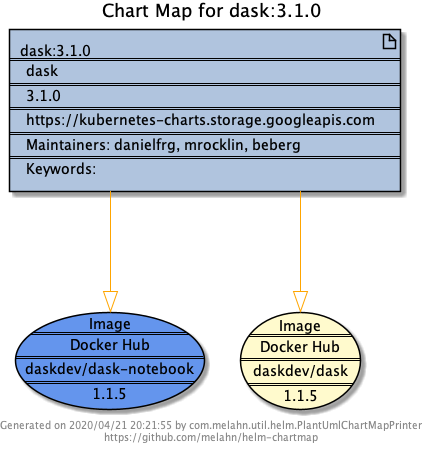 Chart Map for dask:3.1.0
dask:3.1.0
dask
3.1.0
https://kubernetes-charts.storage.googleapis.com
Maintainers: danielfrg, mrocklin, beberg
Keywords:
Image
Docker Hub
daskdev/dask-notebook
1.1.5
Image
Docker Hub
daskdev/dask
1.1.5
Generated on 2020/04/21 20:21:55 by com.melahn.util.helm.PlantUmlChartMapPrinter
https://github.com/melahn/helm-chartmap